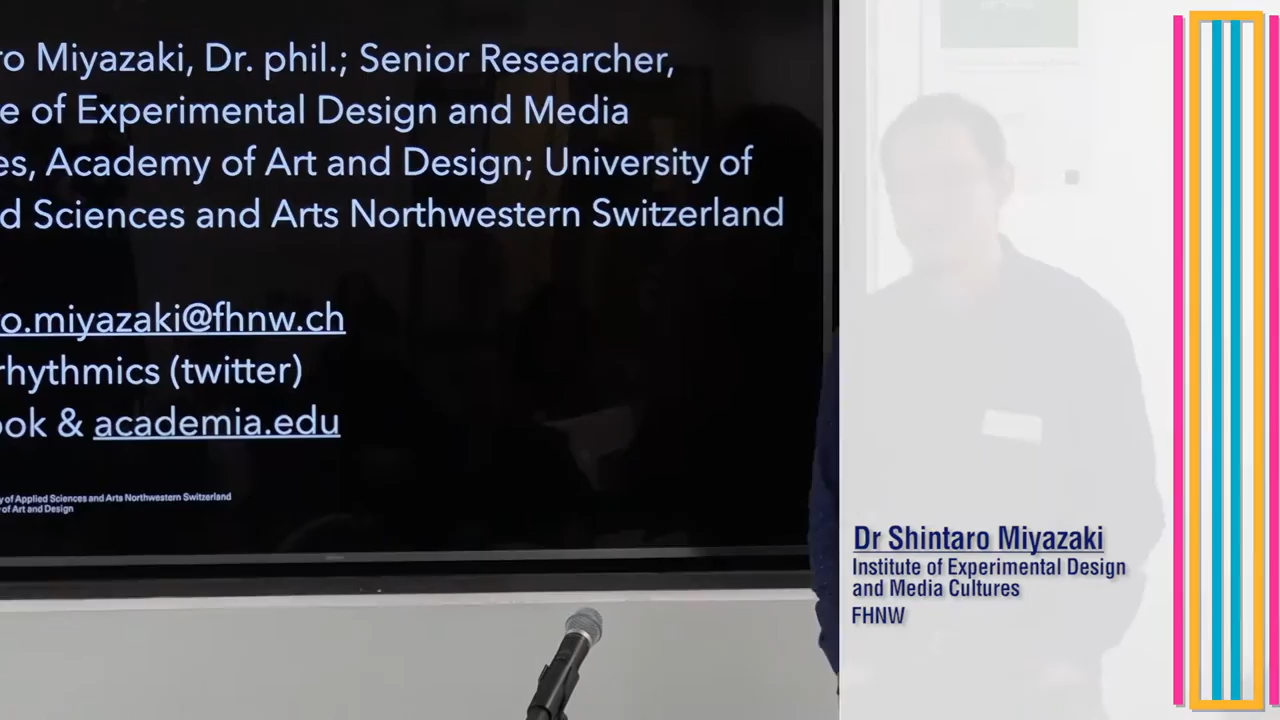 ro Miyazaki, Dr. phil.; Senior Researcher,
e of Experimental Design and Media
es, Academy of Art and Design; University of
d Sciences and Arts Northwestern Switzerland
ro.miyazaki@fhnw.ch
rhythmics (twitter)
ook & academia.edu
y of Applied Sciences and Arts Northwestern Switzerland
y of Art and Design
Dr Shintaro Miyazaki
Institute of Experimental Design
and Media Cultures
FHNW